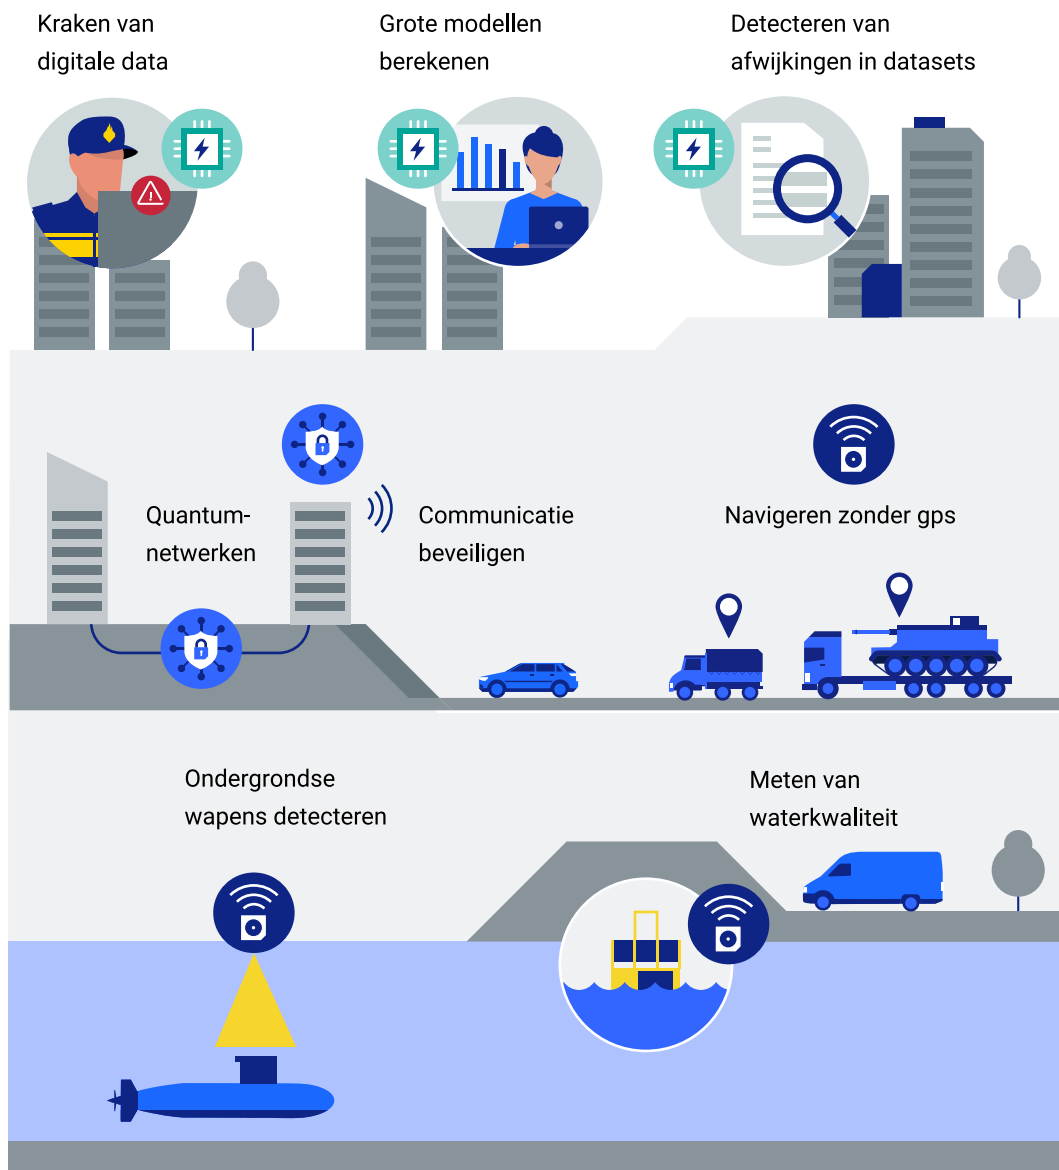 Kraken van
digitale data
Grote modellen
berekenen
Detecteren van
afwijkingen in datasets
Quantum-
netwerken
Communicatie
beveiligen
Navigeren zonder gps
Ondergrondse
wapens detecteren
Meten van
waterkwaliteit